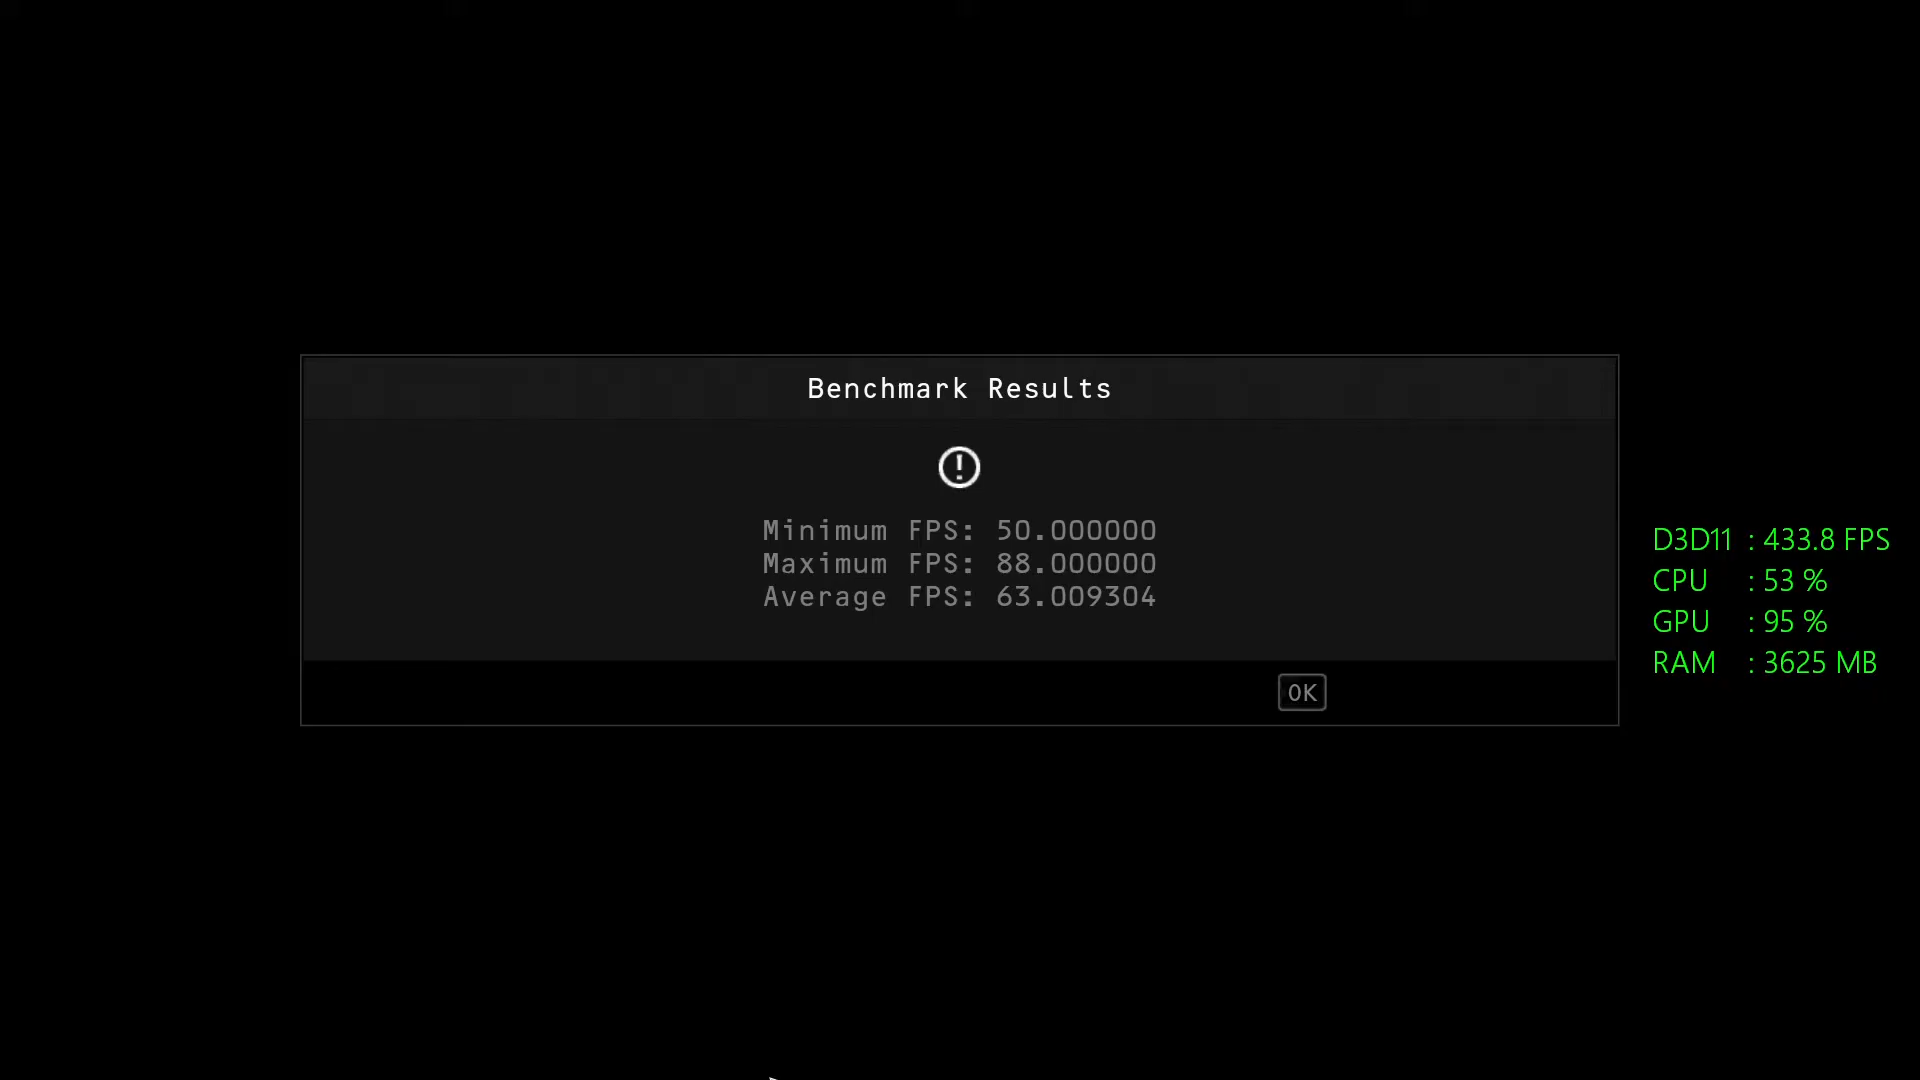 Benchmark Results
Minimum FPS: 50.000000
Maximum FPS: 88.000000
Average FPS: 63.009304
OK
D3D11 : 433.8 FPS
CPU : 53 %
GPU : 95 %
RAM : 3625 MB